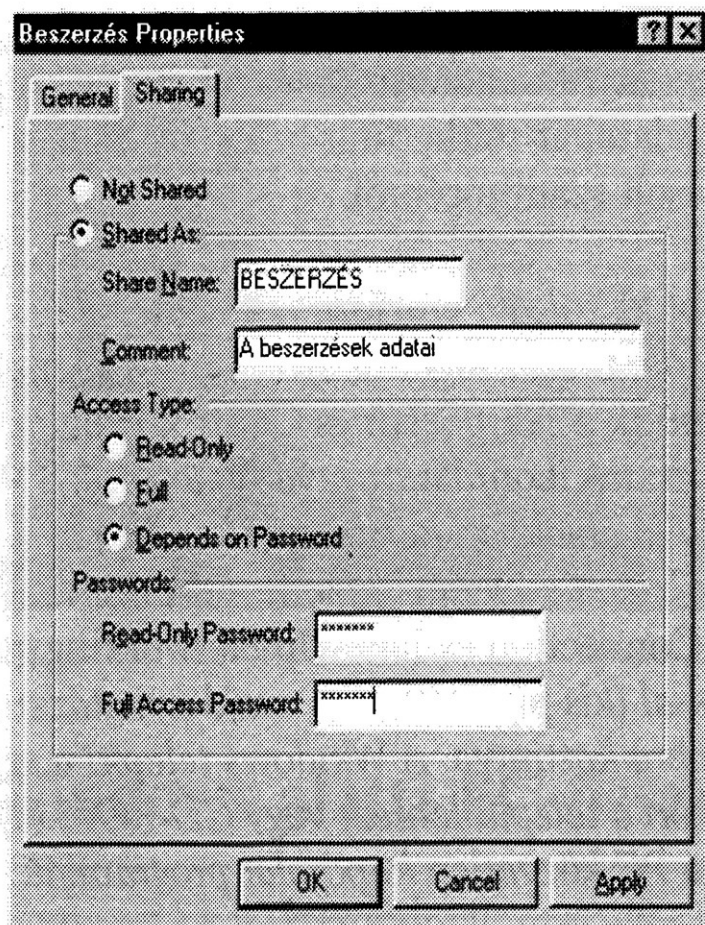 Beszerzés Properties
General Sharing
Not Shared
Shared As:
Share Name: BESZERZÉS
Comment: A beszerzések adatai
Access Type:
Read-Only
Full
Depends on Password
Passwords:
Read-Only Password: *******
Full Access Password: *******
OK Cancel Apply